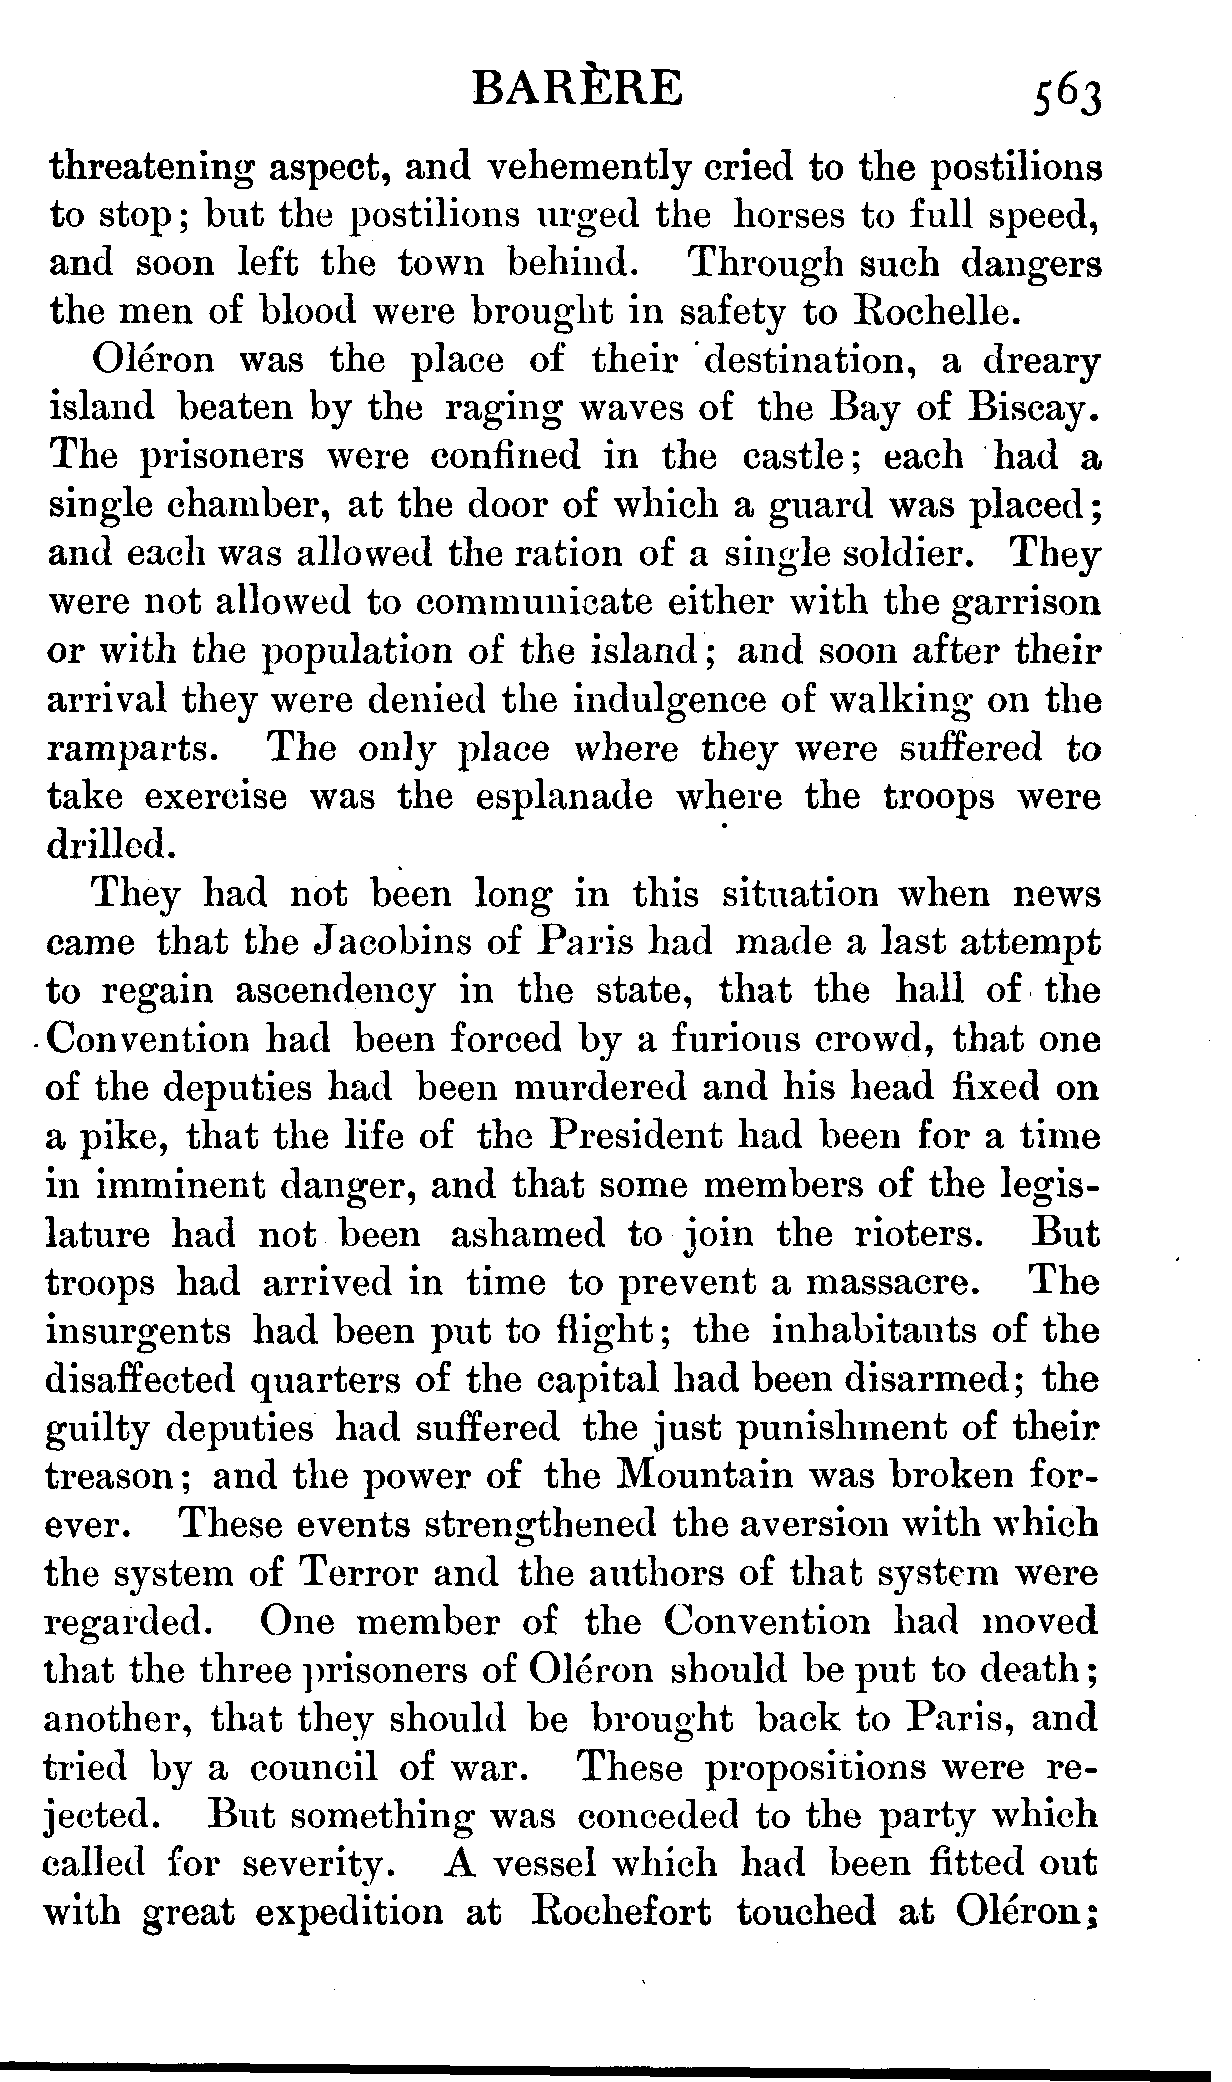 BARÈRE 563
threatening aspect, and vehemently cried to the postilions
to stop; but the postilions urged the horses to full speed,
and soon left the town behind. Through such dangers
the men of blood were brought in safety to Rochelle.
Oléron was the place of their destination, a dreary
island beaten by the raging waves of the Bay of Biscay.
The prisoners were confined in the castle; each had a
single chamber, at the door of which a guard was placed;
and each was allowed the ration of a single soldier. They
were not allowed to communicate either with the garrison
or with the population of the island; and soon after their
arrival they were denied the indulgence of walking on the
ramparts. The only place where they were suffered to
take exercise was the esplanade where the troops were
drilled.
They had not been long in this situation when news
came that the Jacobins of Paris had made a last attempt
to regain ascendency in the state, that the hall of the
Convention had been forced by a furious crowd, that one
of the deputies had been murdered and his head fixed on
a pike, that the life of the President had been for a time
in imminent danger, and that some members of the legis-
lature had not been ashamed to join the rioters. But
troops had arrived in time to prevent a massacre. The
insurgents had been put to flight; the inhabitants of the
disaffected quarters of the capital had been disarmed; the
guilty deputies had suffered the just punishment of their
treason; and the power of the Mountain was broken for-
ever. These events strengthened the aversion with which
the system of Terror and the authors of that system were
regarded. One member of the Convention had moved
that the three prisoners of Oléron should be put to death;
another, that they should be brought back to Paris, and
tried by a council of war. These propositions were re-
jected. But something was conceded to the party which
called for severity. A vessel which had been fitted out
with great expedition at Rochefort touched at Oléron;